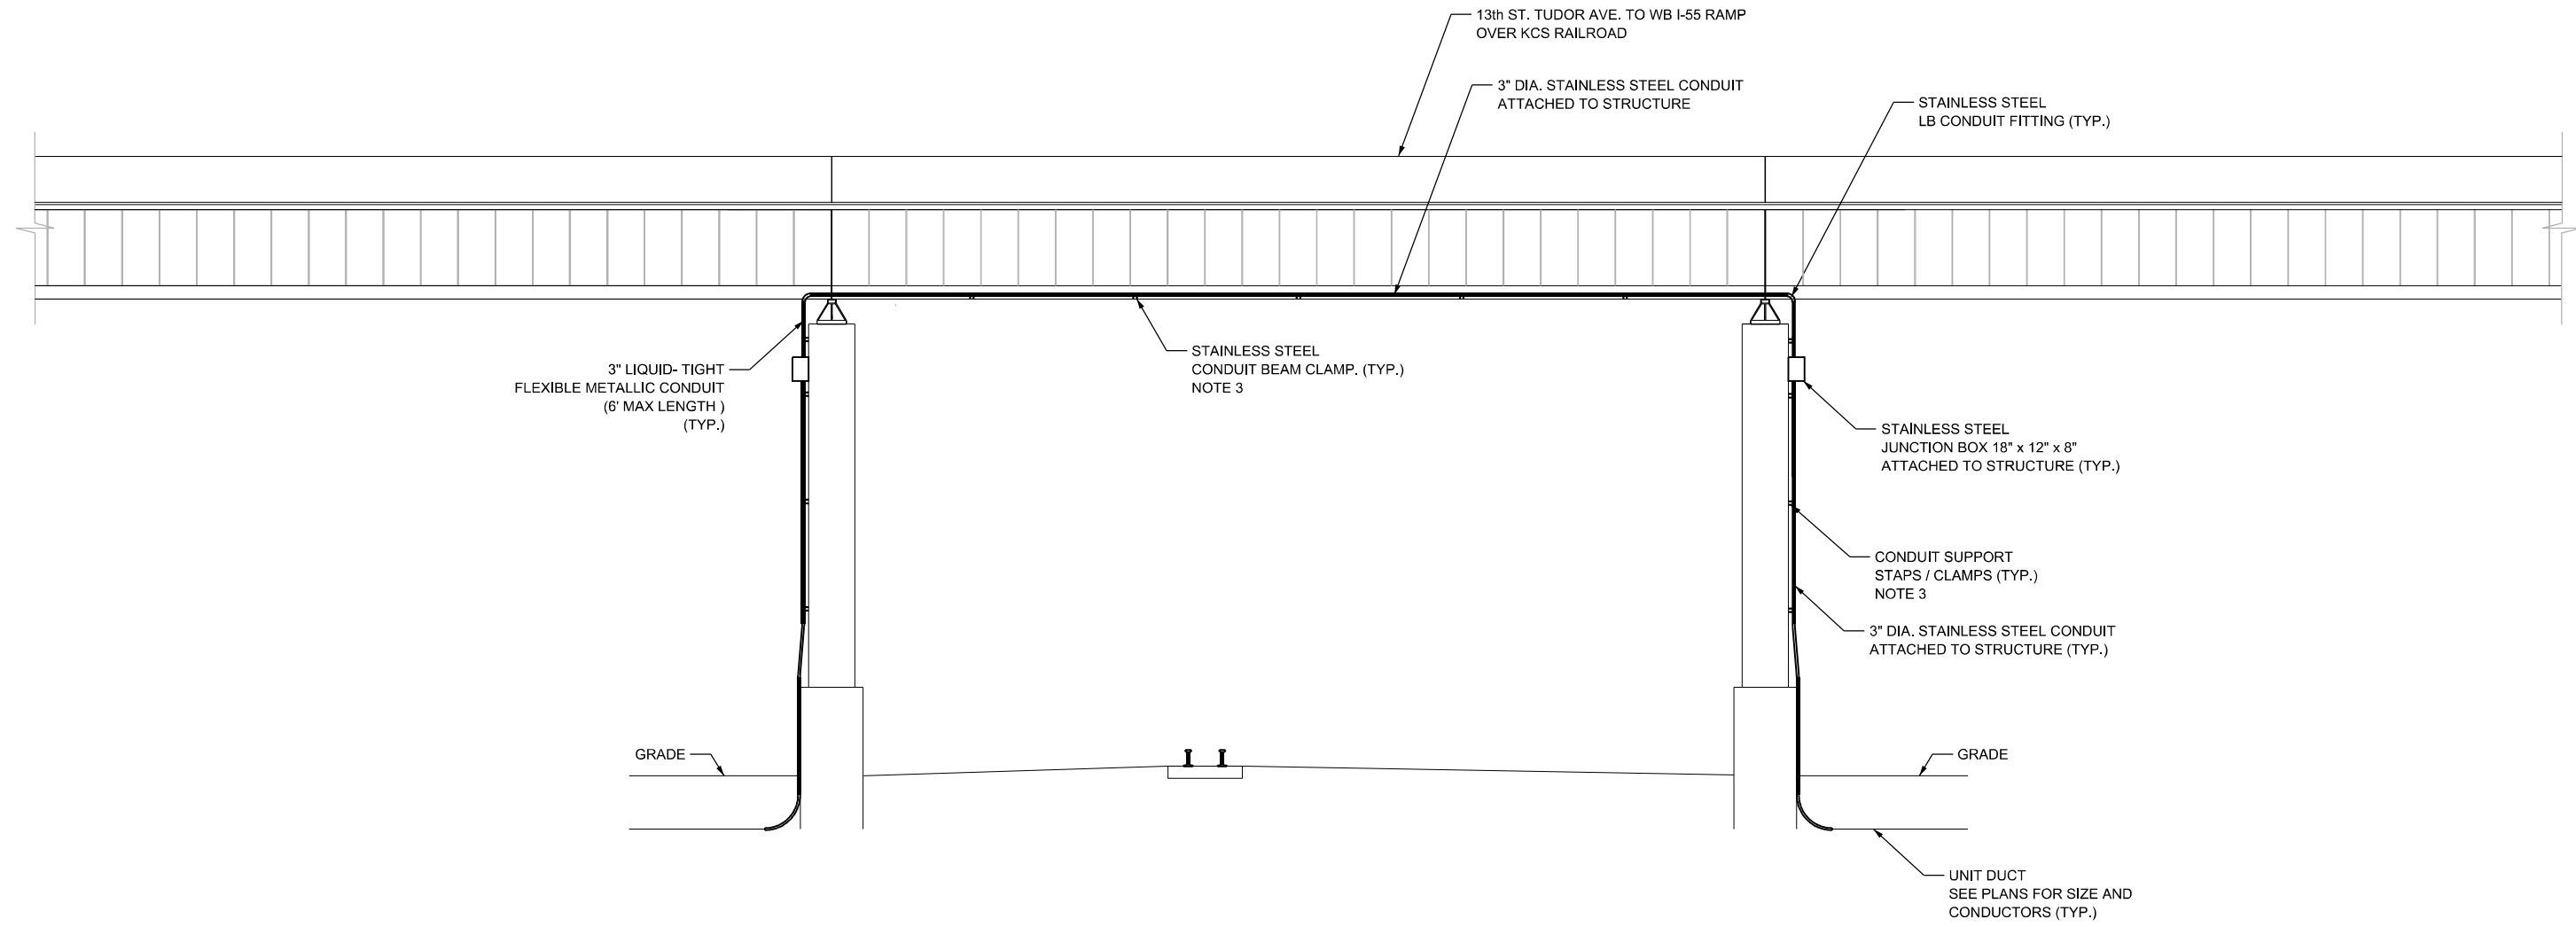 13th ST. TUDOR AVE. TO WB I-55 RAMP
OVER KCS RAILROAD
3" DIA. STAINLESS STEEL CONDUIT
ATTACHED TO STRUCTURE
STAINLESS STEEL
LB CONDUIT FITTING (TYP.)
3" LIQUID- TIGHT
FLEXIBLE METALLIC CONDUIT
(6' MAX LENGTH )
(TYP.)
STAINLESS STEEL
CONDUIT BEAM CLAMP. (TYP.)
NOTE 3
STAINLESS STEEL
JUNCTION BOX 18" x 12" x 8"
ATTACHED TO STRUCTURE (TYP.)
CONDUIT SUPPORT
STAPS / CLAMPS (TYP.)
NOTE 3
3" DIA. STAINLESS STEEL CONDUIT
ATTACHED TO STRUCTURE (TYP.)
GRADE
GRADE
UNIT DUCT
SEE PLANS FOR SIZE AND
CONDUCTORS (TYP.)